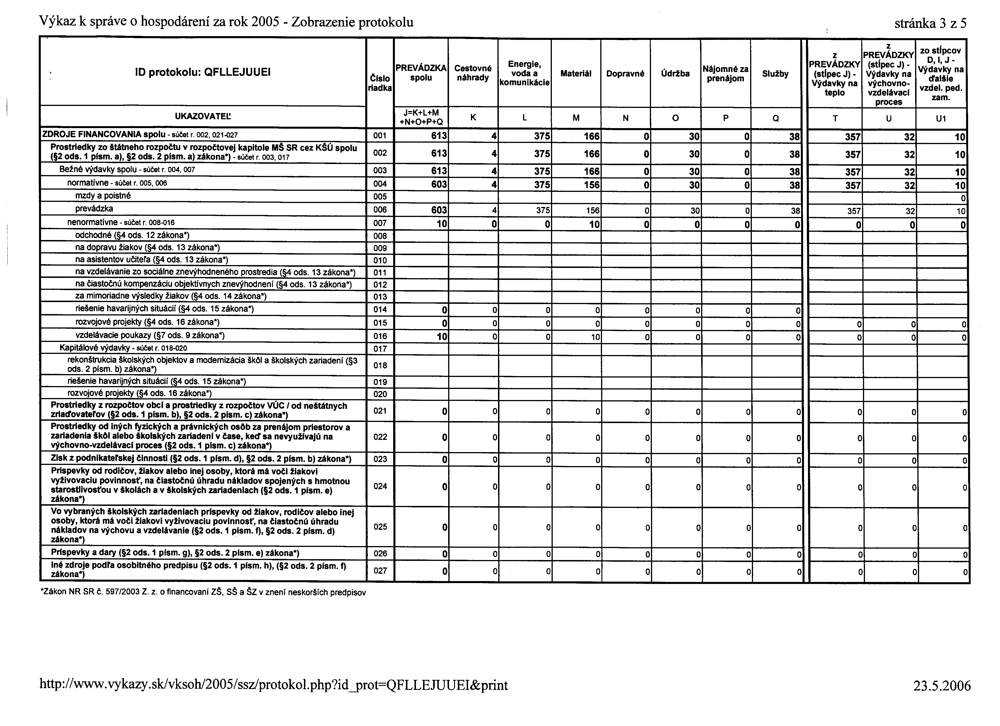 Výkaz k správe o hospodárení za rok 2005 - Zobrazenie protokolu
stránka 3 z 5
ID protokolu: QFLLEJUUEI
Číslo
riadka
PREVÁDZKA
spolu
Cestovné
náhrady
Energie,
voda a
komunikácie
Materiál
Dopravné
Údržba
Nájomné za
prenájom
Služby
z
PREVÁDZKY
(stĺpec J) -
Výdavky na
teplo
z
PREVÁDZKY
(stĺpec J) -
Výdavky na
výchovno-
vzdelávací
proces
zo stĺpcov
D, I, J -
Výdavky na
ďalšie
vzdel. ped.
zam.
UKAZOVATEĽ
J=K+L+M
+N+O+P+Q
K L M N O P Q T U U1
ZDROJE FINANCOVANIA spolu - súčet r. 002, 021-027 001 613 4 375 166 0 30 0 38 357 32 10
Prostriedky zo štátneho rozpočtu v rozpočtovej kapitole MŠ SR cez KŠÚ spolu
(§2 ods. 1 písm. a), §2 ods. 2 písm. a) zákona*) - súčet r. 003, 017 002 613 4 375 166 0 30 0 38 357 32 10
Bežné výdavky spolu - súčet r. 004, 007 003 613 4 375 166 0 30 0 38 357 32 10
normatívne - súčet r. 005, 006 004 603 4 375 156 0 30 0 38 357 32 10
mzdy a poistné 005 0
prevádzka 006 603 4 375 156 0 30 0 38 357 32 10
nenormatívne - súčet r. 008-016 007 10 0 0 10 0 0 0 0 0 0 0
odchodné (§4 ods. 12 zákona*) 008
na dopravu žiakov (§4 ods. 13 zákona*) 009
na asistentov učiteľa (§4 ods. 13 zákona*) 010
na vzdelávanie zo sociálne znevýhodneného prostredia (§4 ods. 13 zákona*) 011
na čiastočnú kompenzáciu objektívnych znevýhodnení (§4 ods. 13 zákona*) 012
za mimoriadne výsledky žiakov (§4 ods. 14 zákona*) 013
riešenie havarijných situácií (§4 ods. 15 zákona*) 014 0 0 0 0 0 0 0 0
rozvojové projekty (§4 ods. 16 zákona*) 015 0 0 0 0 0 0 0 0 0 0 0
vzdelávacie poukazy (§7 ods. 9 zákona*) 016 10 0 0 10 0 0 0 0 0 0 0
Kapitálové výdavky - súčet r. 018-020 017
rekonštrukcia školských objektov a modernizácia škôl a školských zariadení (§3
ods. 2 písm. b) zákona*) 018
riešenie havarijných situácií (§4 ods. 15 zákona*) 019
rozvojové projekty (§4 ods. 16 zákona*) 020
Prostriedky z rozpočtov obcí a prostriedky z rozpočtov VÚC / od neštátnych
zriaďovateľov (§2 ods. 1 písm. b), §2 ods. 2 písm. c) zákona*) 021 0 0 0 0 0 0 0 0 0 0 0
Prostriedky od iných fyzických a právnických osôb za prenájom priestorov a
zariadenia škôl alebo školských zariadení v čase, keď sa nevyužívajú na
výchovno-vzdelávací proces (§2 ods. 1 písm. c) zákona*) 022 0 0 0 0 0 0 0 0 0 0 0
Zisk z podnikateľskej činnosti (§2 ods. 1 písm. d), §2 ods. 2 písm. b) zákona*) 023 0 0 0 0 0 0 0 0 0 0 0
Príspevky od rodičov, žiakov alebo inej osoby, ktorá má voči žiakovi
vyživovaciu povinnosť, na čiastočnú úhradu nákladov spojených s hmotnou
starostlivosťou v školách a v školských zariadeniach (§2 ods. 1 písm. e)
zákona*) 024 0 0 0 0 0 0 0 0 0 0 0
Vo vybraných školských zariadeniach príspevky od žiakov, rodičov alebo inej
osoby, ktorá má voči žiakovi vyživovaciu povinnosť, na čiastočnú úhradu
nákladov na výchovu a vzdelávanie (§2 ods. 1 písm. f), §2 ods. 2 písm. d)
zákona*) 025 0 0 0 0 0 0 0 0 0 0 0
Príspevky a dary (§2 ods. 1 písm. g), §2 ods. 2 písm. e) zákona*) 026 0 0 0 0 0 0 0 0 0 0 0
Iné zdroje podľa osobitného predpisu (§2 ods. 1 písm. h), (§2 ods. 2 písm. f)
zákona*) 027 0 0 0 0 0 0 0 0 0 0 0
*Zákon NR SR č. 597/2003 Z. z. o financovaní ZŠ, SŠ a ŠZ v znení neskorších predpisov
http://www.vykazy.sk/vksoh/2005/ssz/protokol.php?id_prot=QFLLEJUUEI&print
23.5.2006